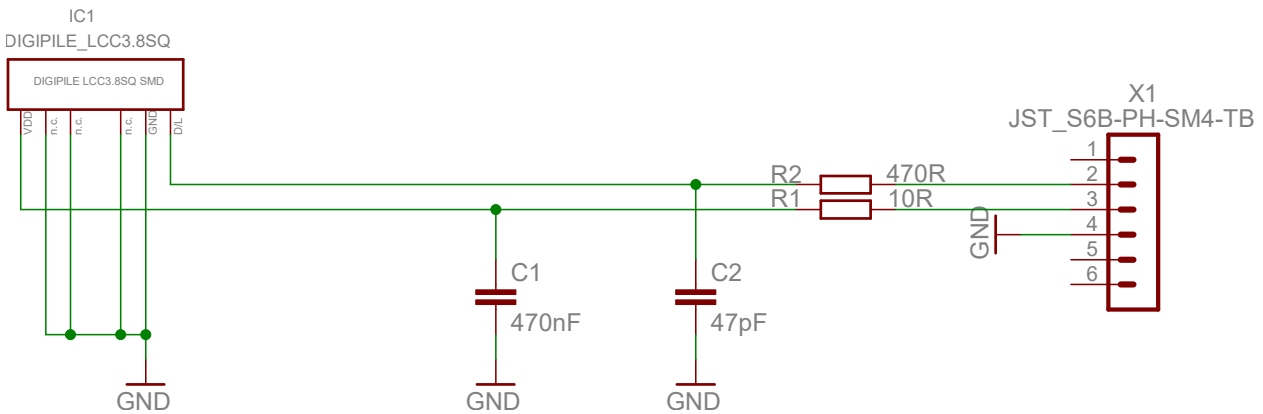 IC1
DIGIPILE_LCC3.8SQ
DIGIPILE LCC3.8SQ SMD
VDD
n.c.
n.c.
n.c.
GND
D/L
X1
JST_S6B-PH-SM4-TB
1
R2 470R 2
R1 10R 3
GND 4
5
6
C1
470nF
C2
47pF
GND
GND
GND